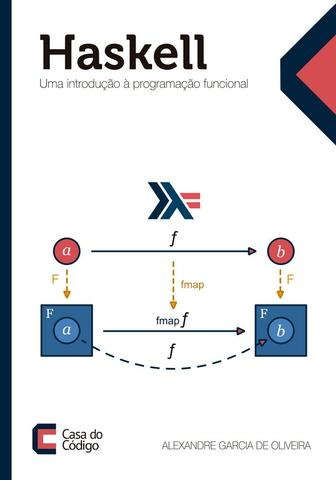 Haskell
Uma introdução à programação funcional
f
a
b
F
fmap
F
F
a
fmap f
F
b
f
Casa do
Código
ALEXANDRE GARCIA DE OLIVEIRA